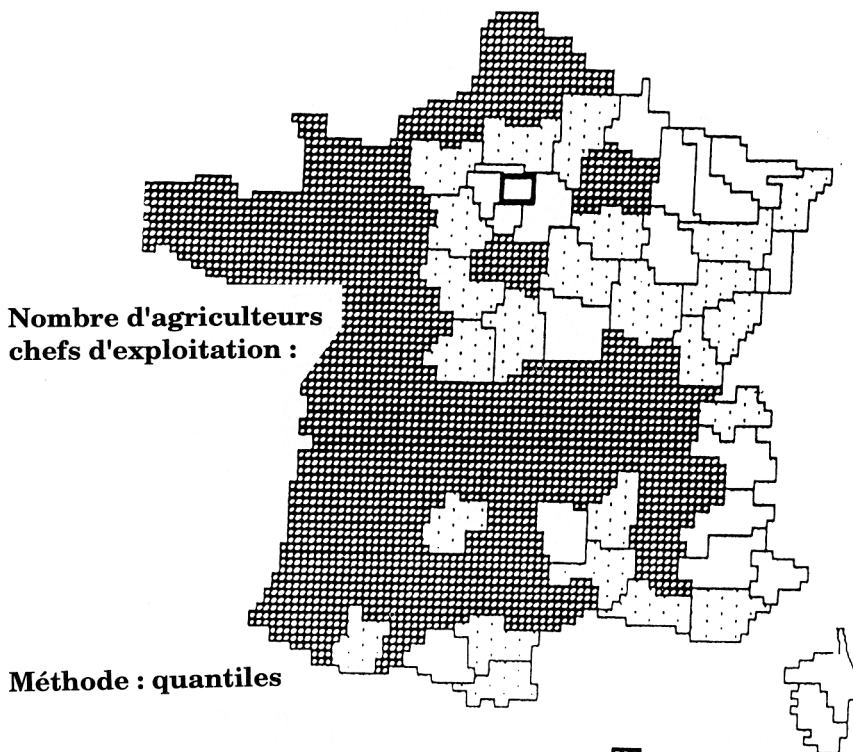 Nombre d'agriculteurs
chefs d'exploitation :
Méthode : quantiles